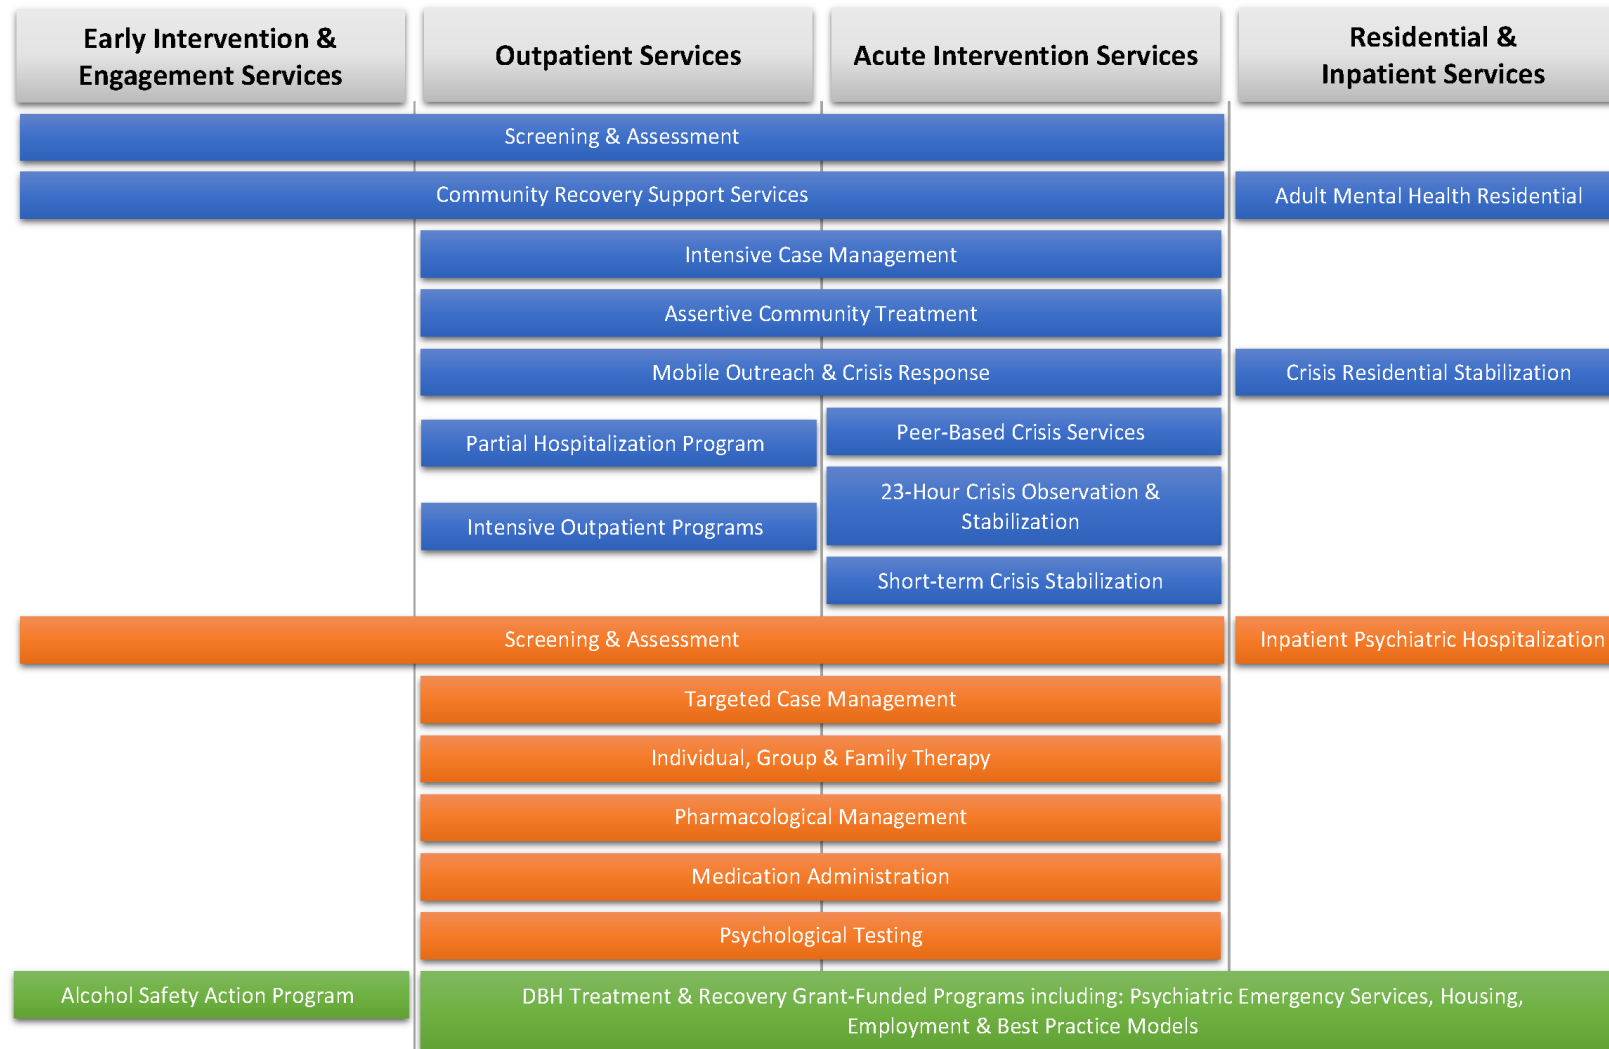 Early Intervention &
Engagement Services
Outpatient Services
Acute Intervention Services
Residential &
Inpatient Services
Screening & Assessment
Community Recovery Support Services
Adult Mental Health Residential
Intensive Case Management
Assertive Community Treatment
Mobile Outreach & Crisis Response
Crisis Residential Stabilization
Partial Hospitalization Program
Peer-Based Crisis Services
23-Hour Crisis Observation &
Stabilization
Intensive Outpatient Programs
Short-term Crisis Stabilization
Screening & Assessment
Inpatient Psychiatric Hospitalization
Targeted Case Management
Individual, Group & Family Therapy
Pharmacological Management
Medication Administration
Psychological Testing
Alcohol Safety Action Program
DBH Treatment & Recovery Grant-Funded Programs including: Psychiatric Emergency Services, Housing,
Employment & Best Practice Models